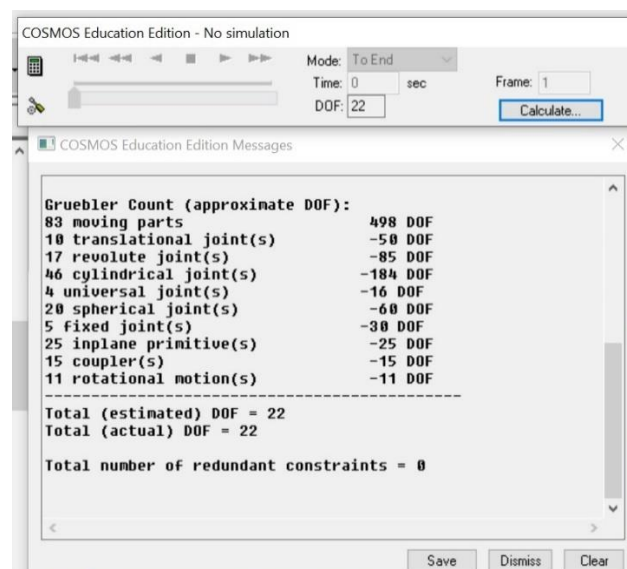 COSMOS Education Edition - No simulation
Mode: To End
Time: 0 sec Frame: 1
DOF: 22 Calculate...
COSMOS Education Edition Messages
Gruebler Count (approximate DOF):
83 moving parts 498 DOF
10 translational joint(s) -50 DOF
17 revolute joint(s) -85 DOF
46 cylindrical joint(s) -184 DOF
4 universal joint(s) -16 DOF
20 spherical joint(s) -60 DOF
5 fixed joint(s) -30 DOF
25 inplane primitive(s) -25 DOF
15 coupler(s) -15 DOF
11 rotational motion(s) -11 DOF
--------------------------------------------------
Total (estimated) DOF = 22
Total (actual) DOF = 22
Total number of redundant constraints = 0
Save Dismiss Clear